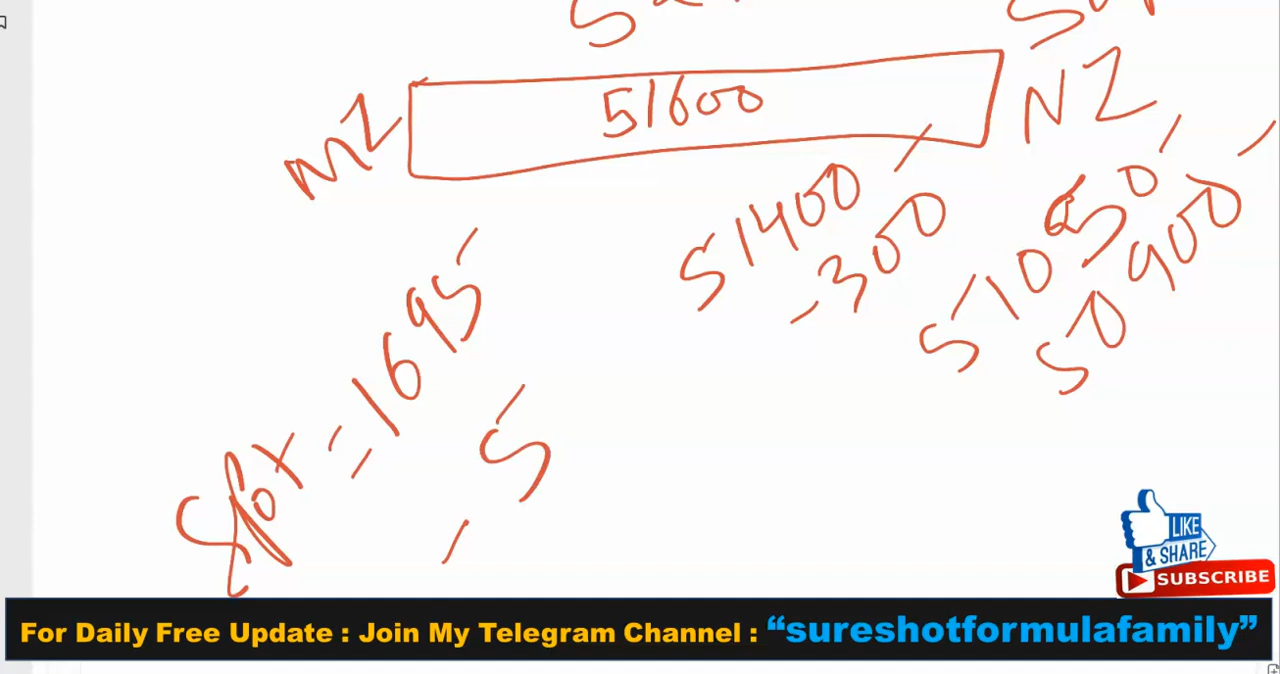 MZ
51600
NZ
51400
-300
51050
50900
Spot = 1695
- 5
LIKE
& SHARE
SUBSCRIBE
For Daily Free Update : Join My Telegram Channel : “sureshotformulafamily”